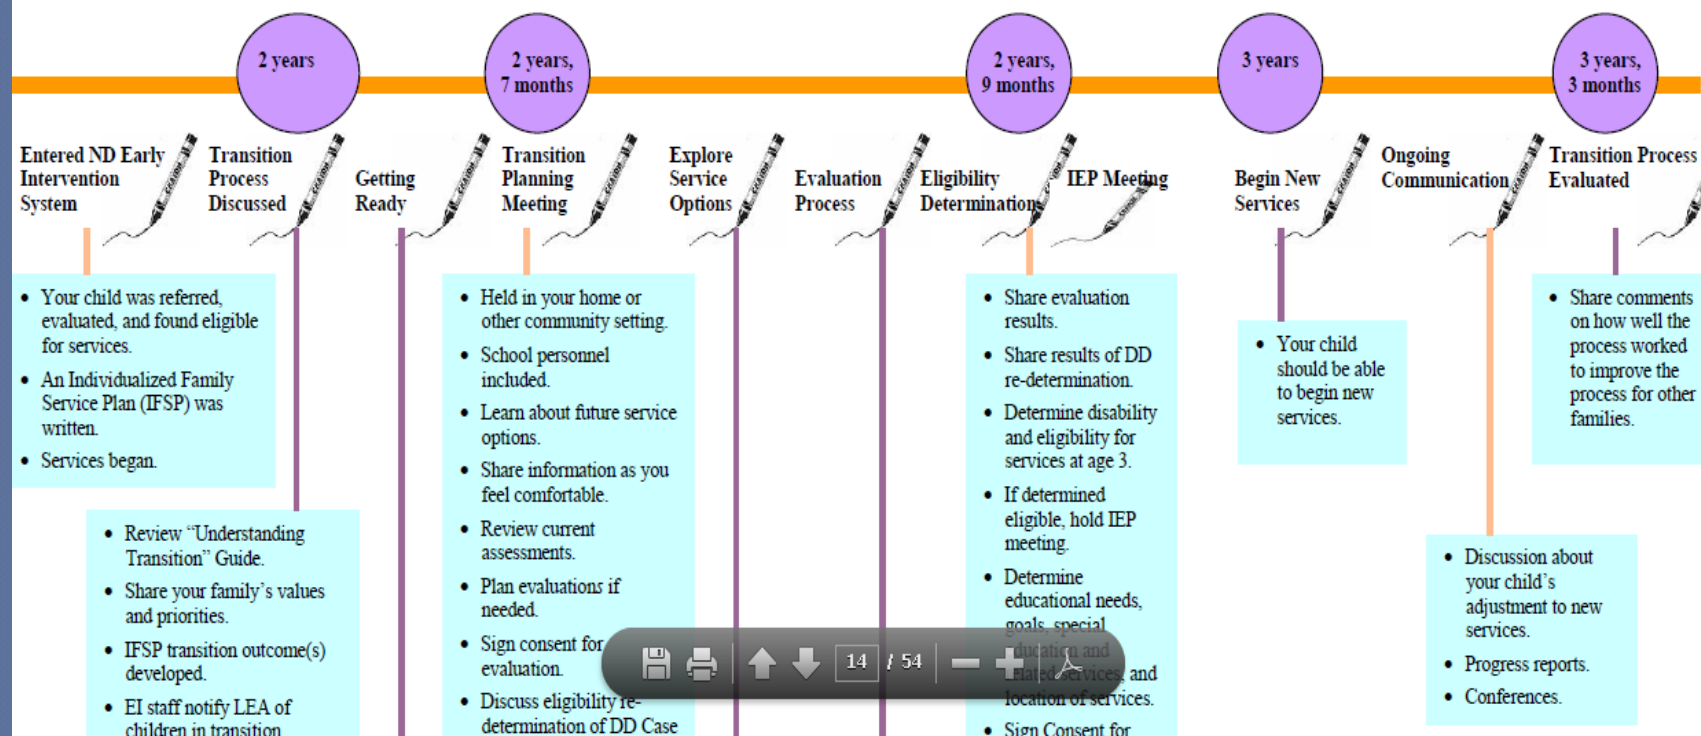 2 years
2 years,
7 months
2 years,
9 months
3 years
3 years,
3 months
Entered ND Early
Intervention
System
Transition
Process
Discussed
Getting
Ready
Transition
Planning
Meeting
Explore
Service
Options
Evaluation
Process
Eligibility
Determination
IEP Meeting
Begin New
Services
Ongoing
Communication
Transition Process
Evaluated
• Your child was referred,
evaluated, and found eligible
for services.
• An Individualized Family
Service Plan (IFSP) was
written.
• Services began.
• Review “Understanding
Transition” Guide.
• Share your family’s values
and priorities.
• IFSP transition outcome(s)
developed.
• EI staff notify LEA of
children in transition
• Held in your home or
other community setting.
• School personnel
included.
• Learn about future service
options.
• Share information as you
feel comfortable.
• Review current
assessments.
• Plan evaluations if
needed.
• Sign consent for
evaluation.
• Discuss eligibility re-
determination of DD Case
• Share evaluation
results.
• Share results of DD
re-determination.
• Determine disability
and eligibility for
services at age 3.
• If determined
eligible, hold IEP
meeting.
• Determine
educational needs,
goals, special
education and
related services, and
location of services.
• Sign Consent for
• Your child
should be able
to begin new
services.
• Discussion about
your child’s
adjustment to new
services.
• Progress reports.
• Conferences.
• Share comments
on how well the
process worked
to improve the
process for other
families.
14 / 54